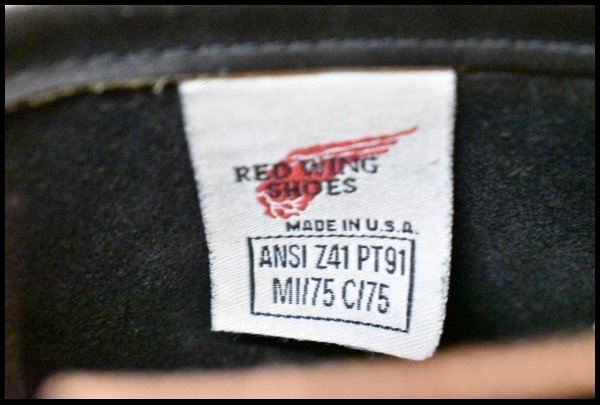 RED WING
SHOES
MADE IN U.S.A.
ANSI Z41 PT91
MI/75 C/75